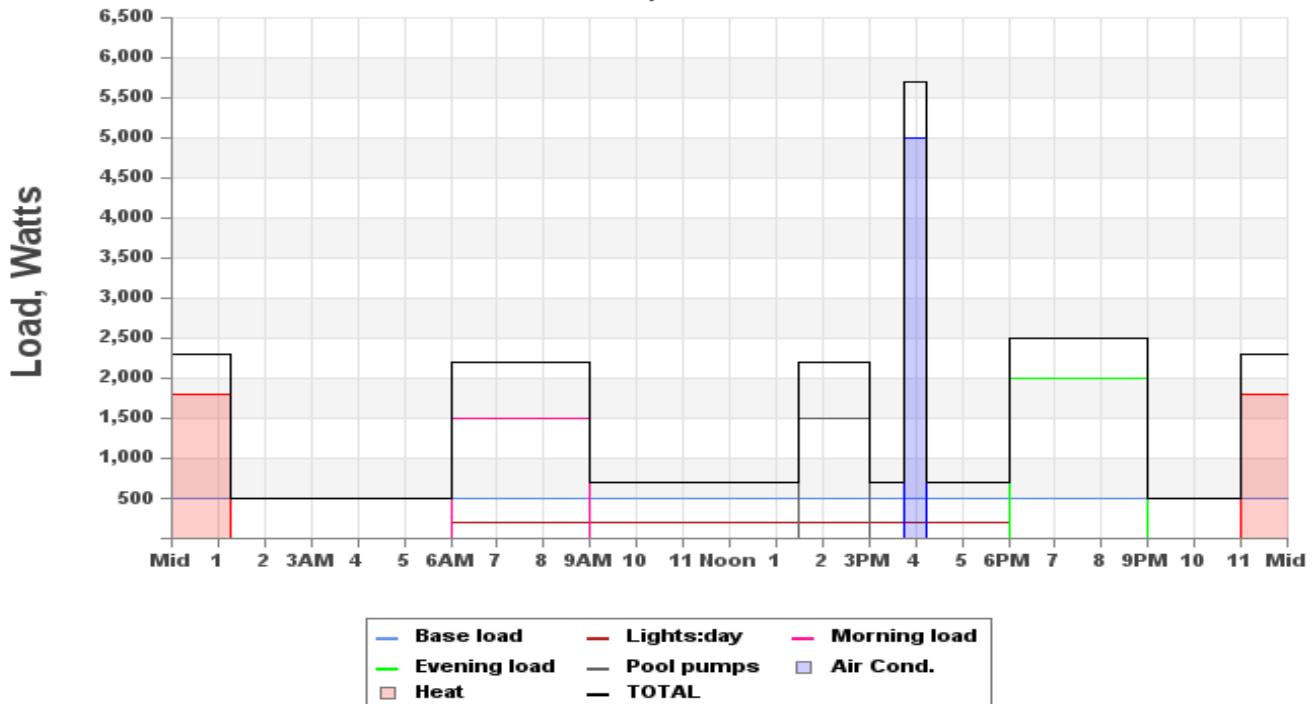 6,500
6,000
5,500
5,000
4,500
4,000
3,500
3,000
2,500
2,000
1,500
1,000
500
Load, Watts
Mid 1 2 3AM 4 5 6AM 7 8 9AM 10 11 Noon 1 2 3PM 4 5 6PM 7 8 9PM 10 11 Mid
Base load Lights:day Morning load
Evening load Pool pumps Air Cond.
Heat TOTAL